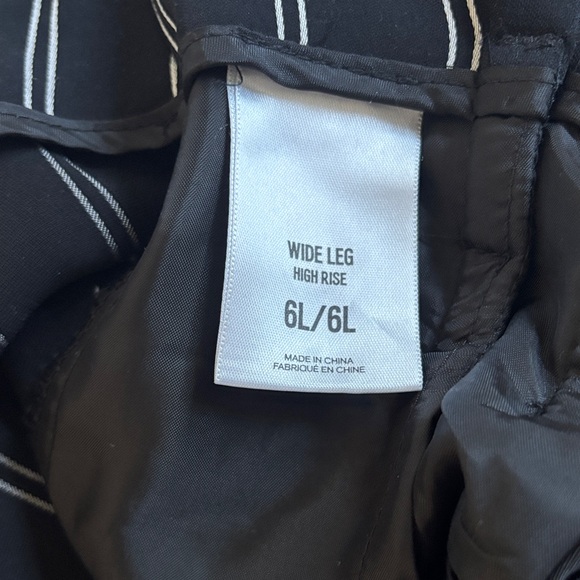 WIDE LEG
HIGH RISE
6L/6L
MADE IN CHINA
FABRIQUÉ EN CHINE